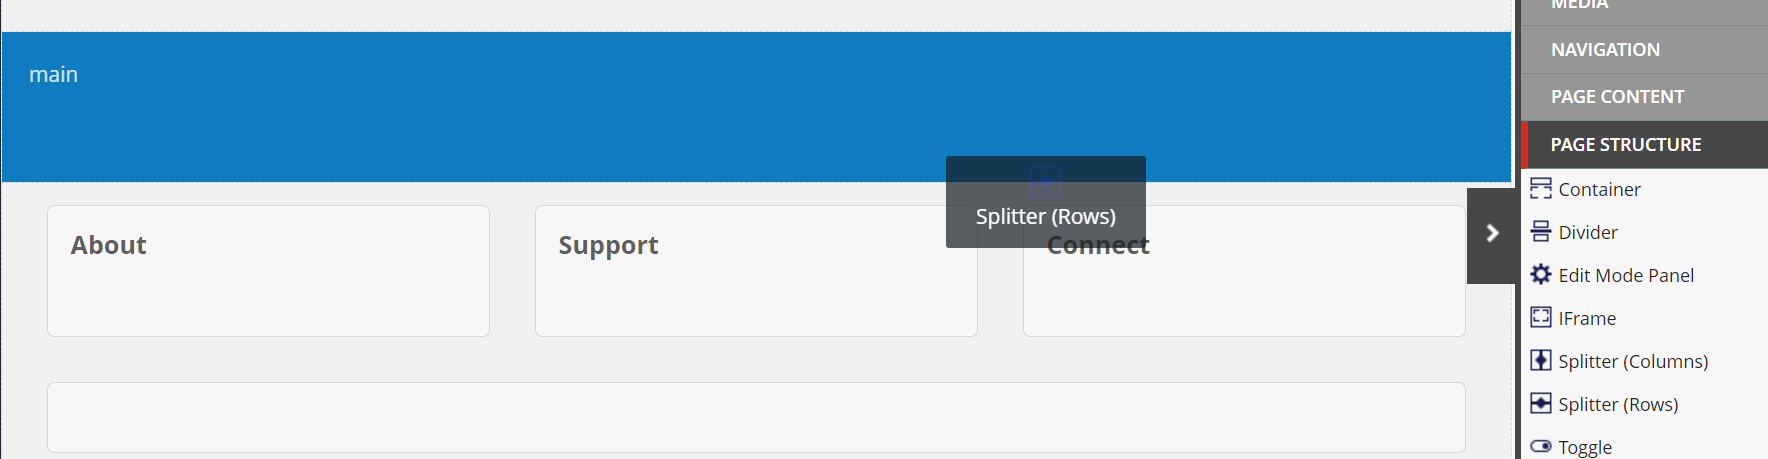 main
Splitter (Rows)
About
Support
Connect
MEDIA
NAVIGATION
PAGE CONTENT
PAGE STRUCTURE
Container
Divider
Edit Mode Panel
IFrame
Splitter (Columns)
Splitter (Rows)
Toggle